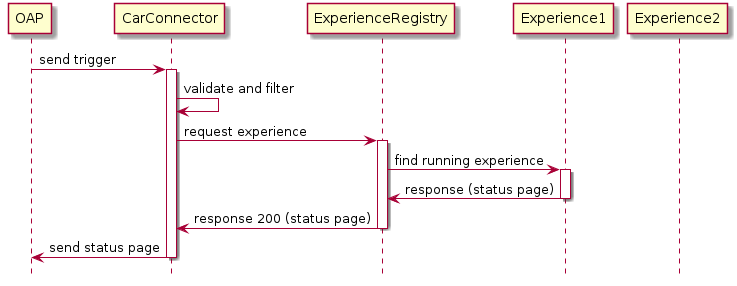 OAP
CarConnector
ExperienceRegistry
Experience1
Experience2
send trigger
validate and filter
request experience
find running experience
response (status page)
response 200 (status page)
send status page